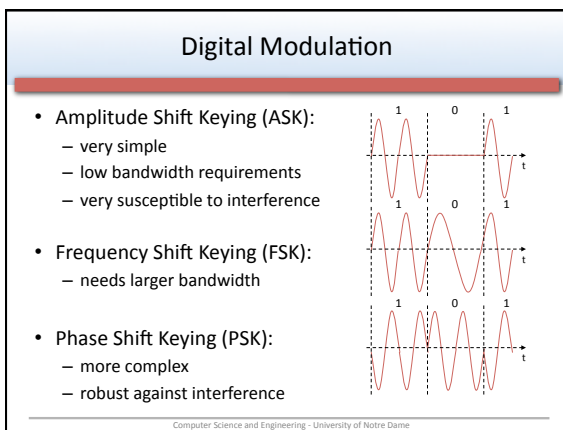 Digital Modulation
• Amplitude Shift Keying (ASK):
– very simple
– low bandwidth requirements
– very susceptible to interference
1 0 1
t
• Frequency Shift Keying (FSK):
– needs larger bandwidth
1 0 1
t
• Phase Shift Keying (PSK):
– more complex
– robust against interference
1 0 1
t
Computer Science and Engineering - University of Notre Dame